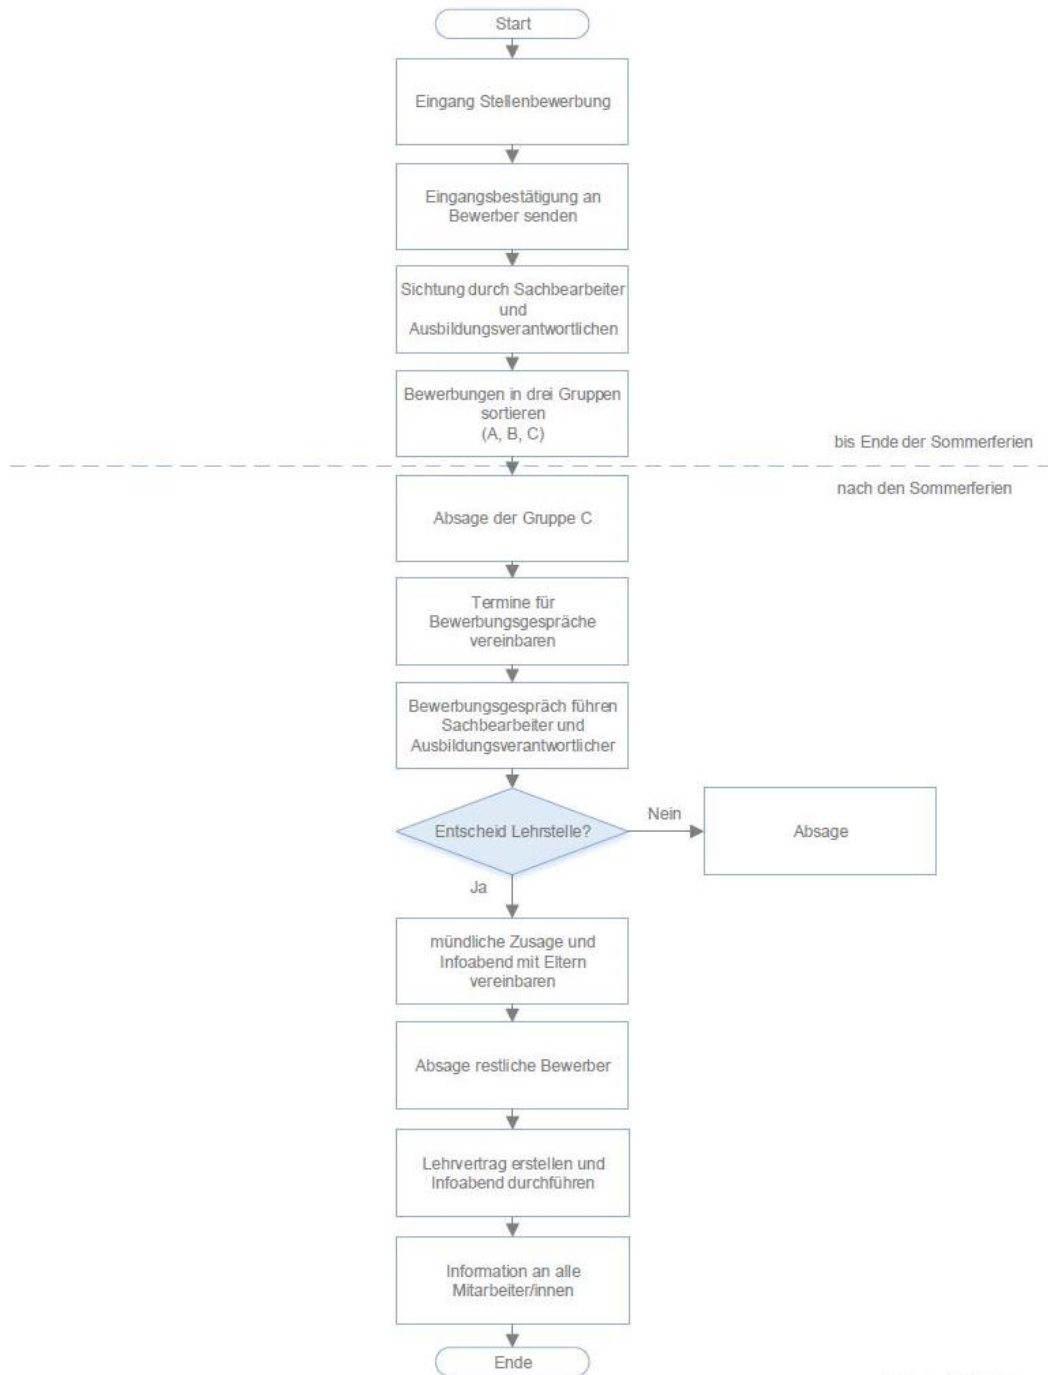 Start
Eingang Stellenbewerbung
Eingangsbestätigung an
Bewerber senden
Sichtung durch Sachbearbeiter
und
Ausbildungsverantwortlichen
Bewerbungen in drei Gruppen
sortieren
(A, B, C)
bis Ende der Sommerferien
nach den Sommerferien
Absage der Gruppe C
Termine für
Bewerbungsgespräche
vereinbaren
Bewerbungsgespräch führen
Sachbearbeiter und
Ausbildungsverantwortlicher
Entscheid Lehrstelle?
Nein
Absage
Ja
mündliche Zusage und
Infoabend mit Eltern
vereinbaren
Absage restliche Bewerber
Lehrvertrag erstellen und
Infoabend durchführen
Information an alle
Mitarbeiter/innen
Ende